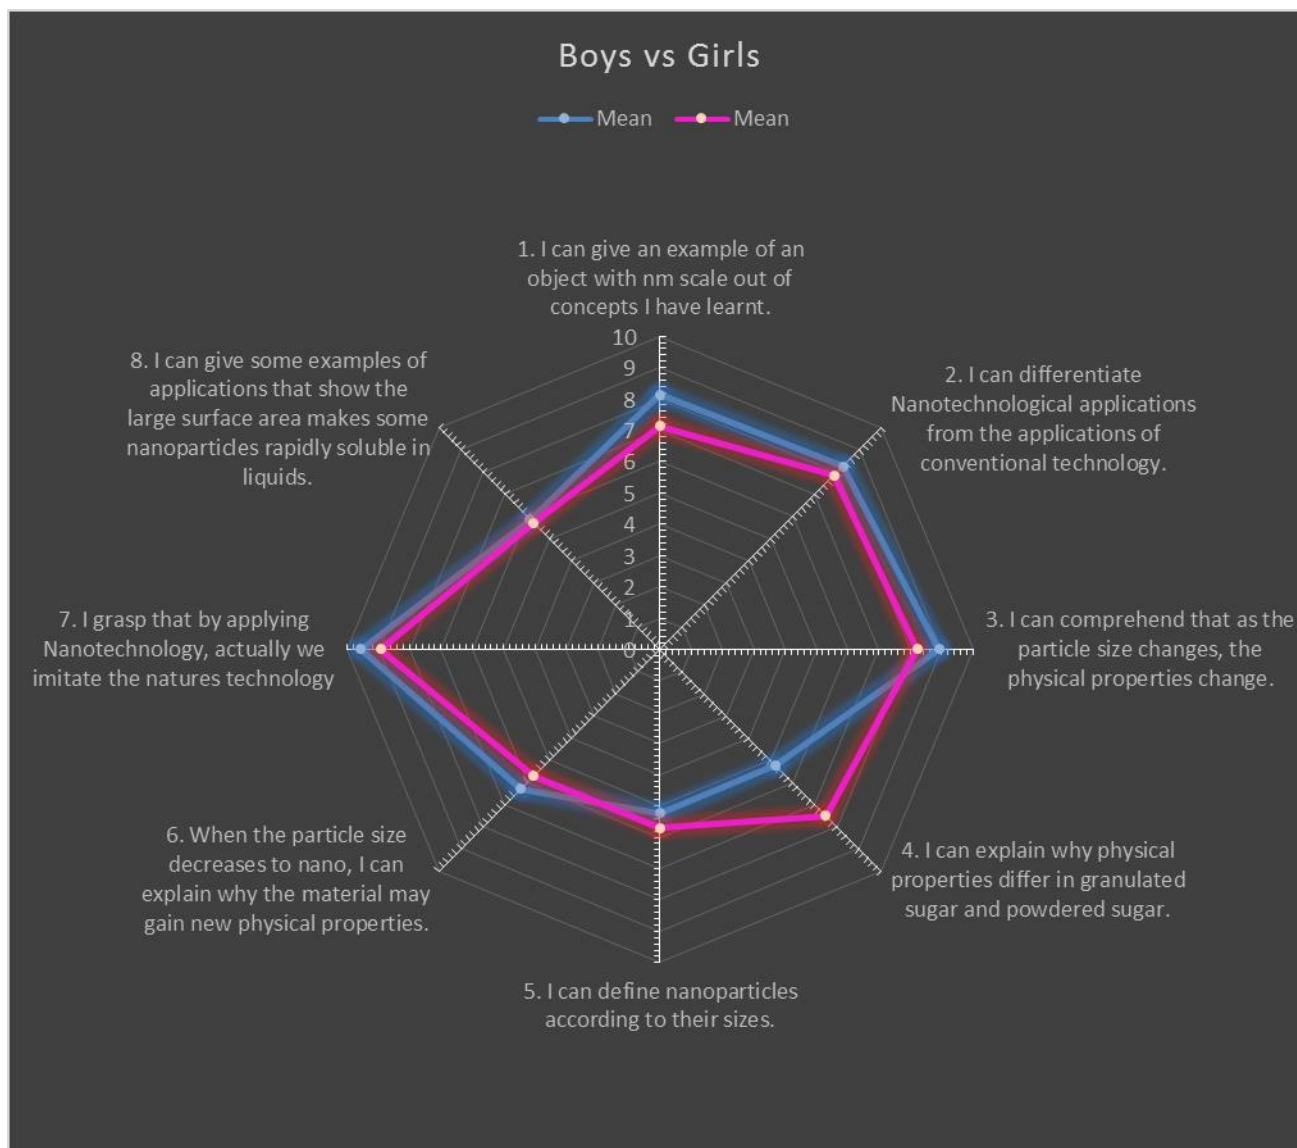 Boys vs Girls
Mean Mean
1. I can give an example of an
object with nm scale out of
concepts I have learnt.
2. I can differentiate
Nanotechnological applications
from the applications of
conventional technology.
3. I can comprehend that as the
particle size changes, the
physical properties change.
4. I can explain why physical
properties differ in granulated
sugar and powdered sugar.
5. I can define nanoparticles
according to their sizes.
6. When the particle size
decreases to nano, I can
explain why the material may
gain new physical properties.
7. I grasp that by applying
Nanotechnology, actually we
imitate the natures technology
8. I can give some examples of
applications that show the
large surface area makes some
nanoparticles rapidly soluble in
liquids.
10
9
8
7
6
5
4
3
2
1
0